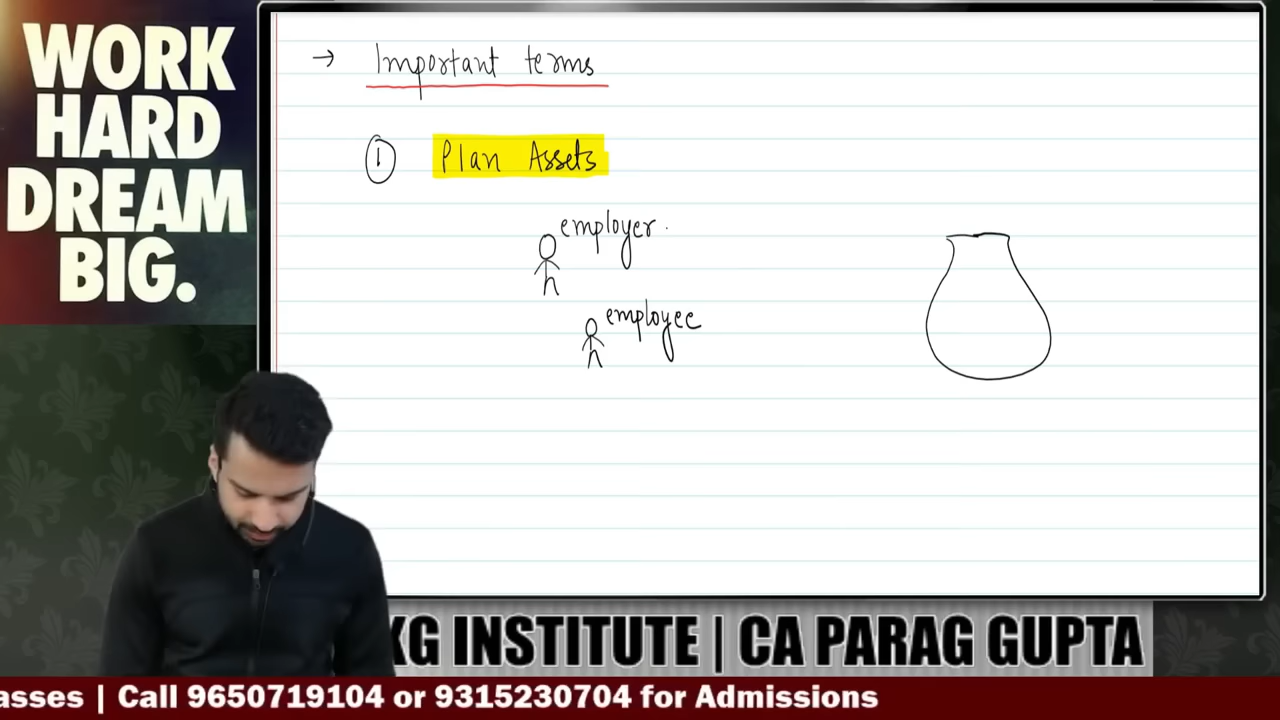 WORK
HARD
DREAM
BIG.
→ Important terms
① Plan Assets
employer.
employee
KG INSTITUTE | CA PARAG GUPTA
asses | Call 9650719104 or 9315230704 for Admissions